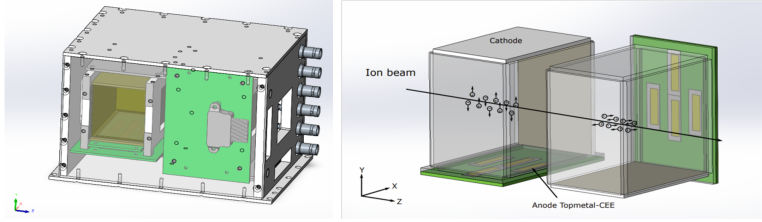 Cathode
Ion beam
Y
X
Z
Anode Topmetal-CEE